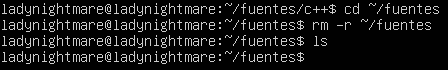 ladynightmare@ladynightmare:~/fuentes/c++$ cd ~/fuentes
ladynightmare@ladynightmare:~/fuentes$ rm -r ~/fuentes
ladynightmare@ladynightmare:~/fuentes$ ls
ladynightmare@ladynightmare:~/fuentes$